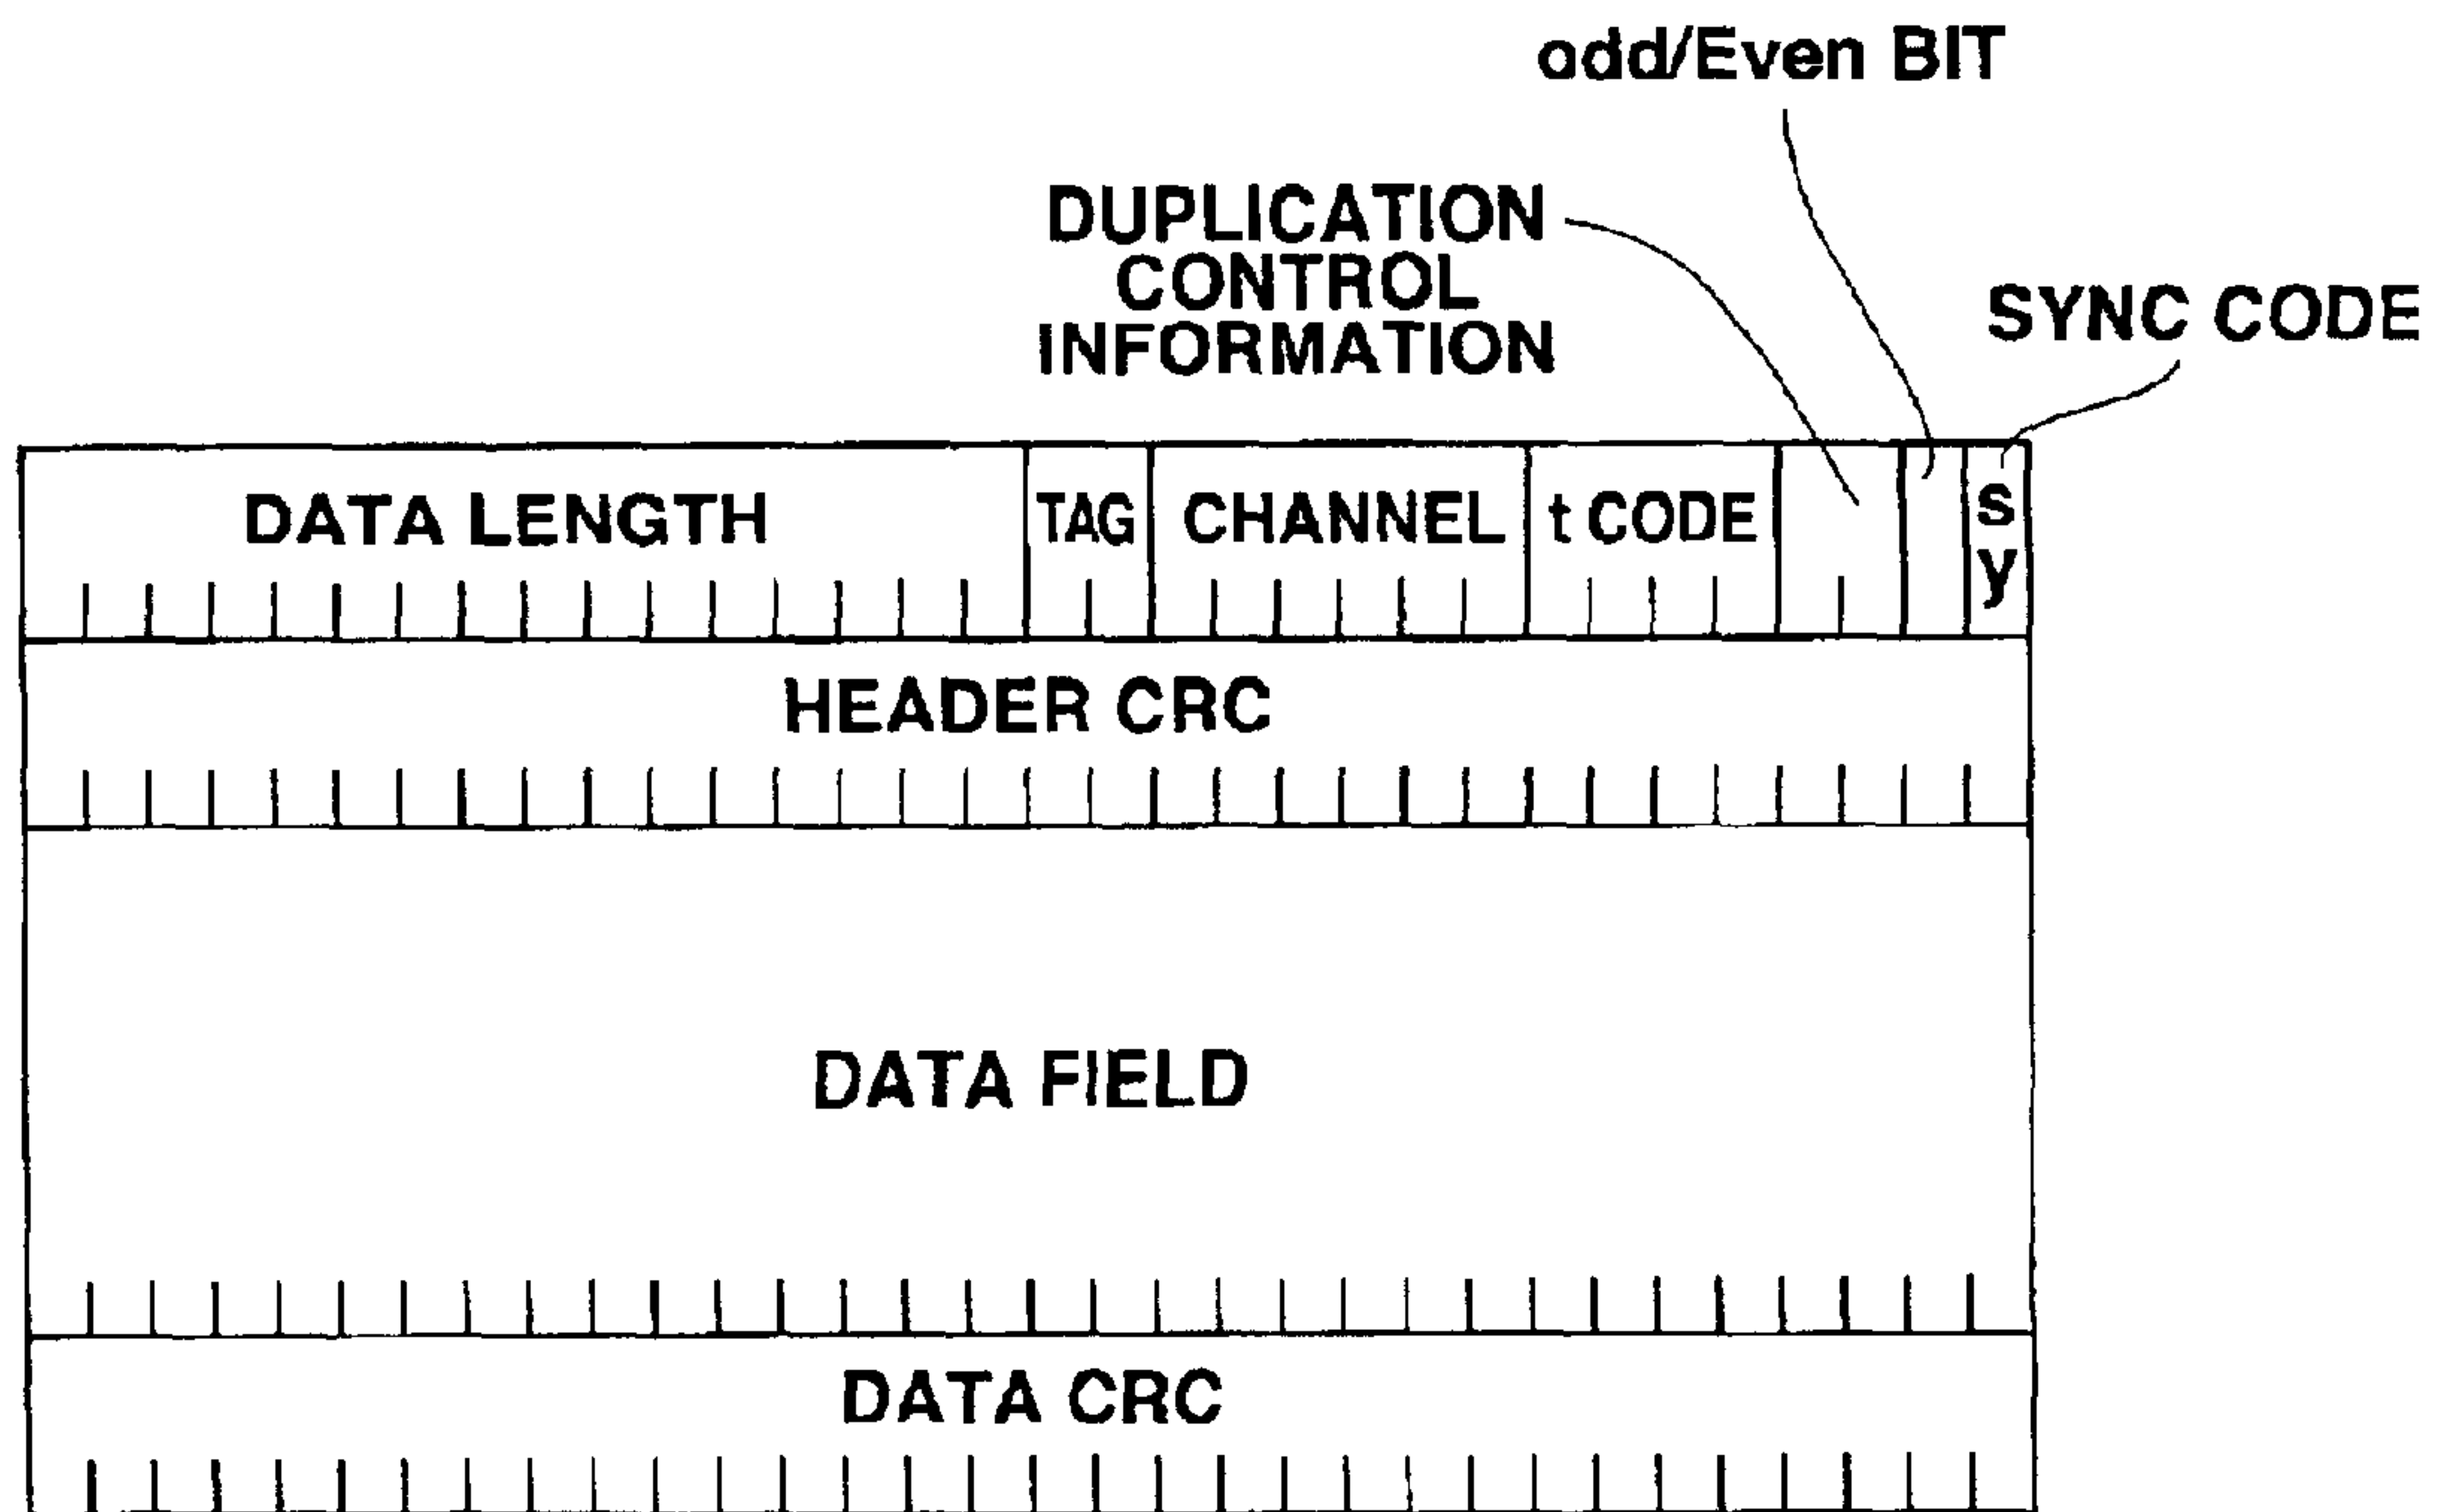 odd/Even BIT
DUPLICATION
CONTROL
INFORMATION
SYNC CODE
DATA LENGTH
TAG
CHANNEL
t CODE
s
y
HEADER CRC
DATA FIELD
DATA CRC